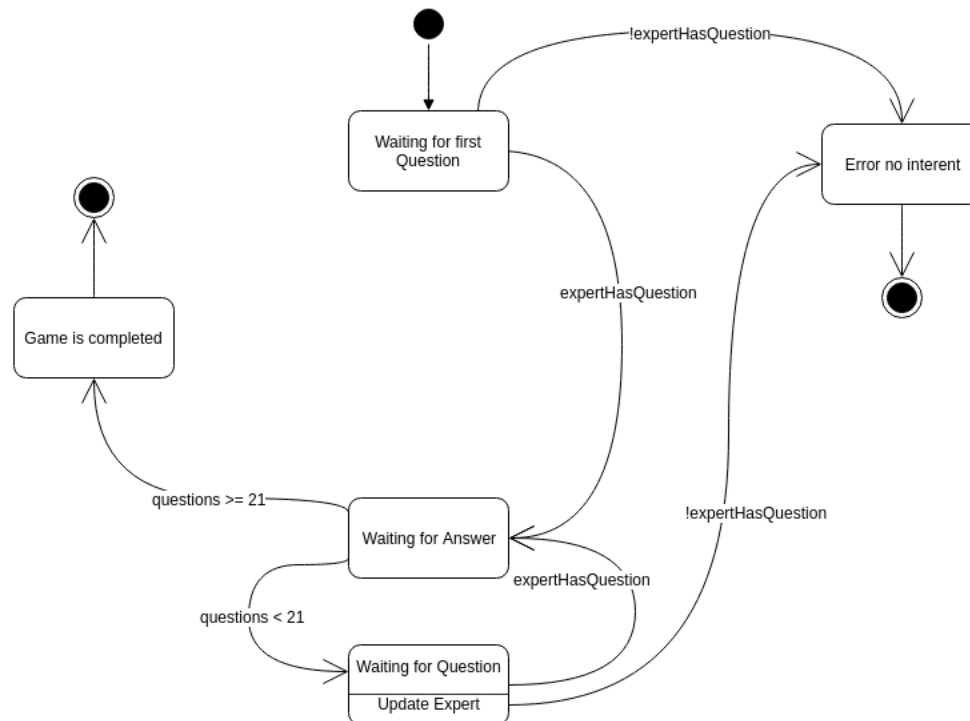 !expertHasQuestion
Waiting for first
Question
Error no interent
expertHasQuestion
Game is completed
questions >= 21
Waiting for Answer
!expertHasQuestion
expertHasQuestion
questions < 21
Waiting for Question
Update Expert